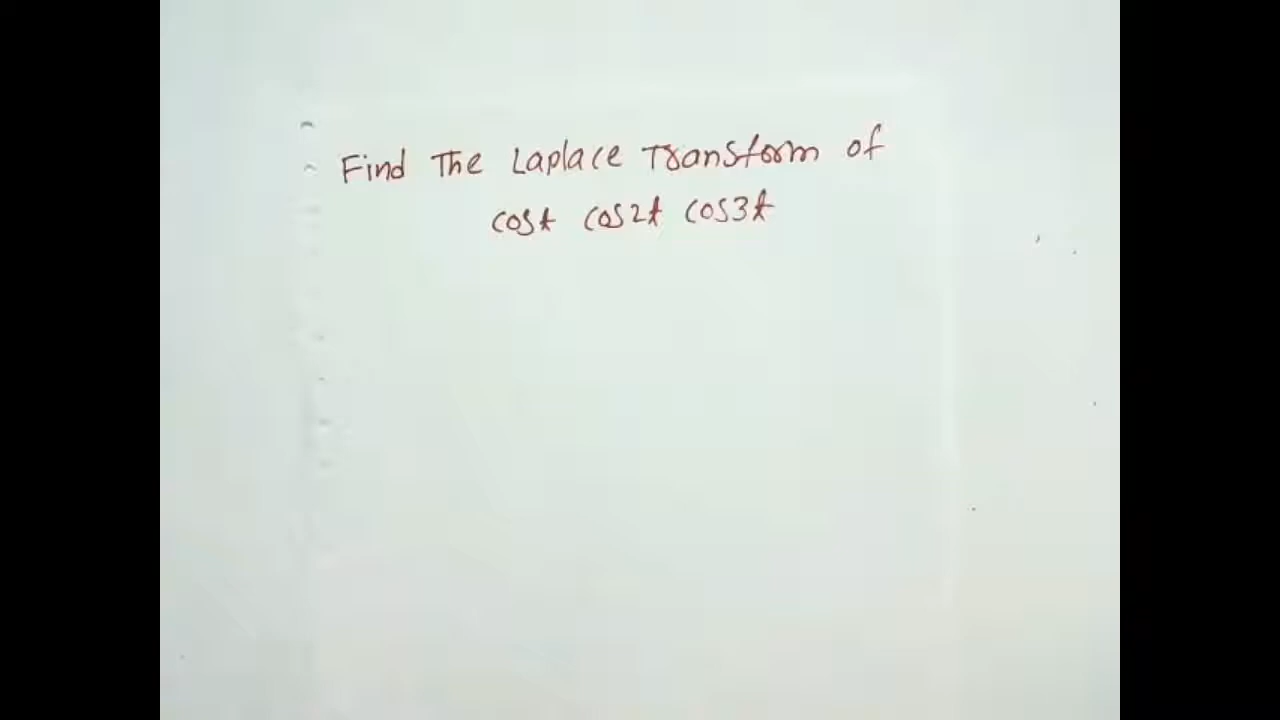 Find The Laplace Transform of
cost cos2t cos3t